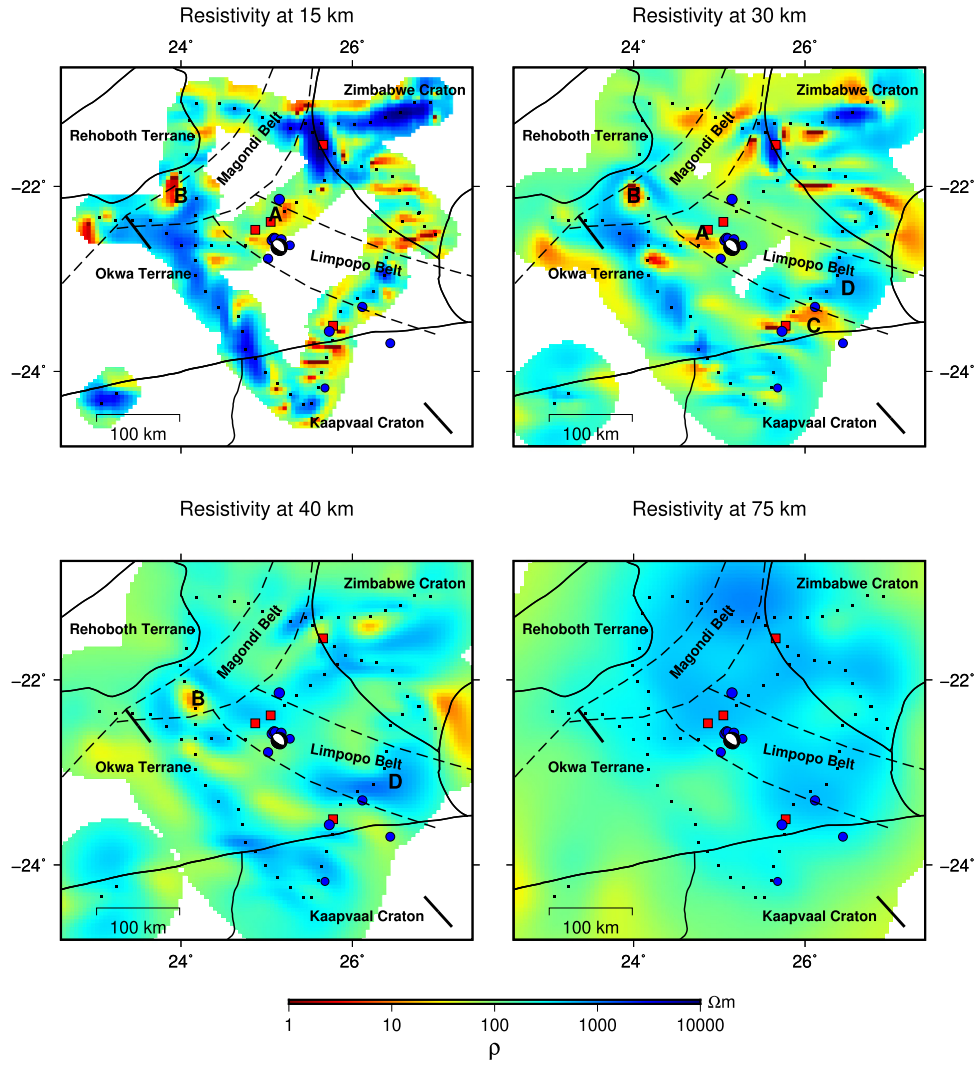 Resistivity at 15 km
Resistivity at 30 km
24° 26°
24° 26°
Zimbabwe Craton
Rehoboth Terrane
Magondi Belt
B
A
Okwa Terrane
Limpopo Belt
Kaapvaal Craton
100 km
−22°
−24°
Zimbabwe Craton
Rehoboth Terrane
Magondi Belt
B
A
Okwa Terrane
Limpopo Belt
D
C
Kaapvaal Craton
100 km
−22°
−24°
Resistivity at 40 km
Resistivity at 75 km
Zimbabwe Craton
Rehoboth Terrane
Magondi Belt
B
Okwa Terrane
Limpopo Belt
D
Kaapvaal Craton
100 km
−22°
−24°
Zimbabwe Craton
Rehoboth Terrane
Magondi Belt
Okwa Terrane
Limpopo Belt
Kaapvaal Craton
100 km
−22°
−24°
24° 26°
24° 26°
Ωm
1 10 100 1000 10000
ρ